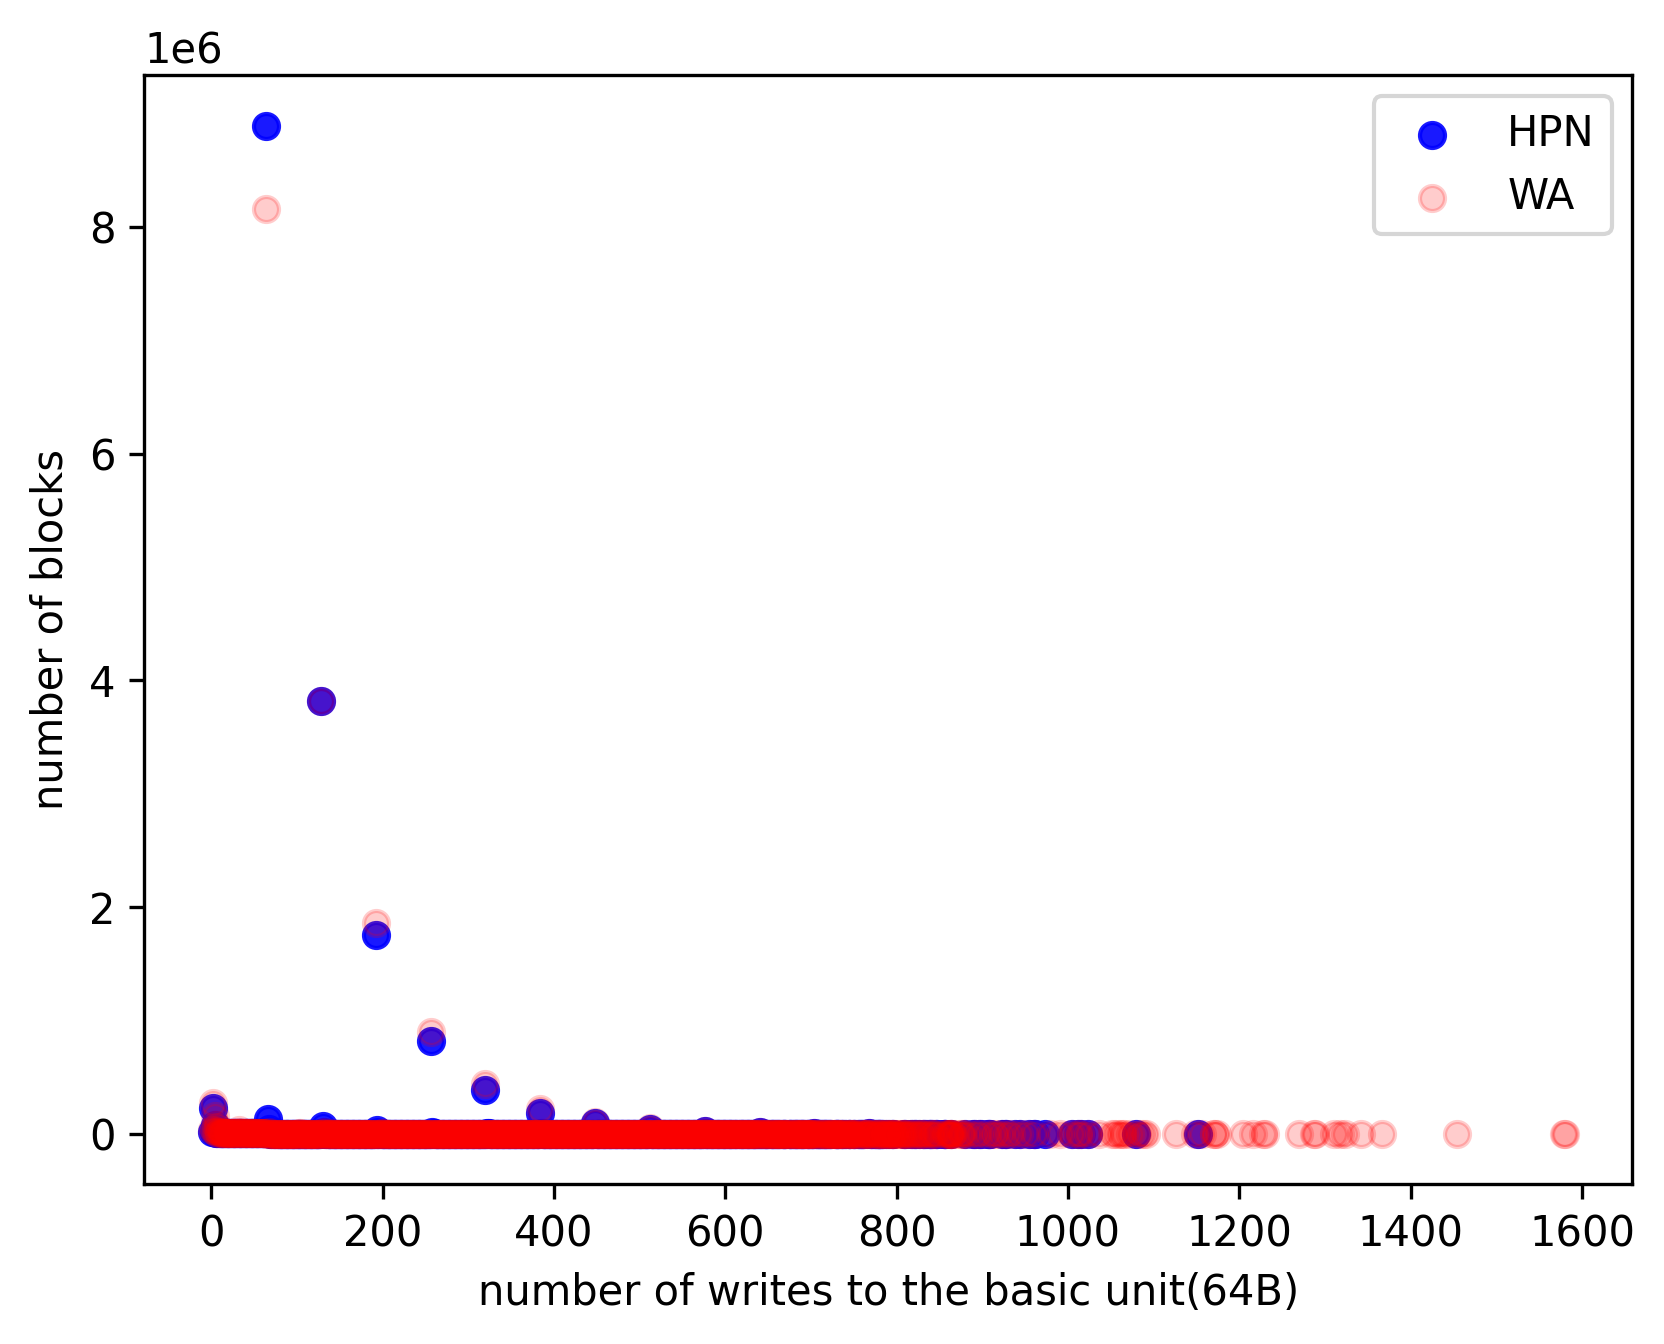 1e6
HPN
WA
8
6
4
2
0
number of blocks
0 200 400 600 800 1000 1200 1400 1600
number of writes to the basic unit(64B)